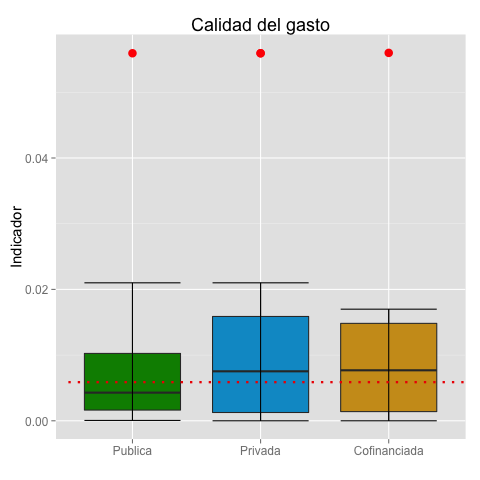 Calidad del gasto
Indicador
0.04
0.02
0.00
Publica
Privada
Cofinanciada